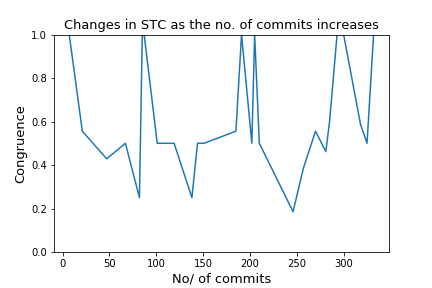 Changes in STC as the no. of commits increases
1.0
0.8
0.6
0.4
0.2
0.0
Congruence
0 50 100 150 200 250 300
No/ of commits